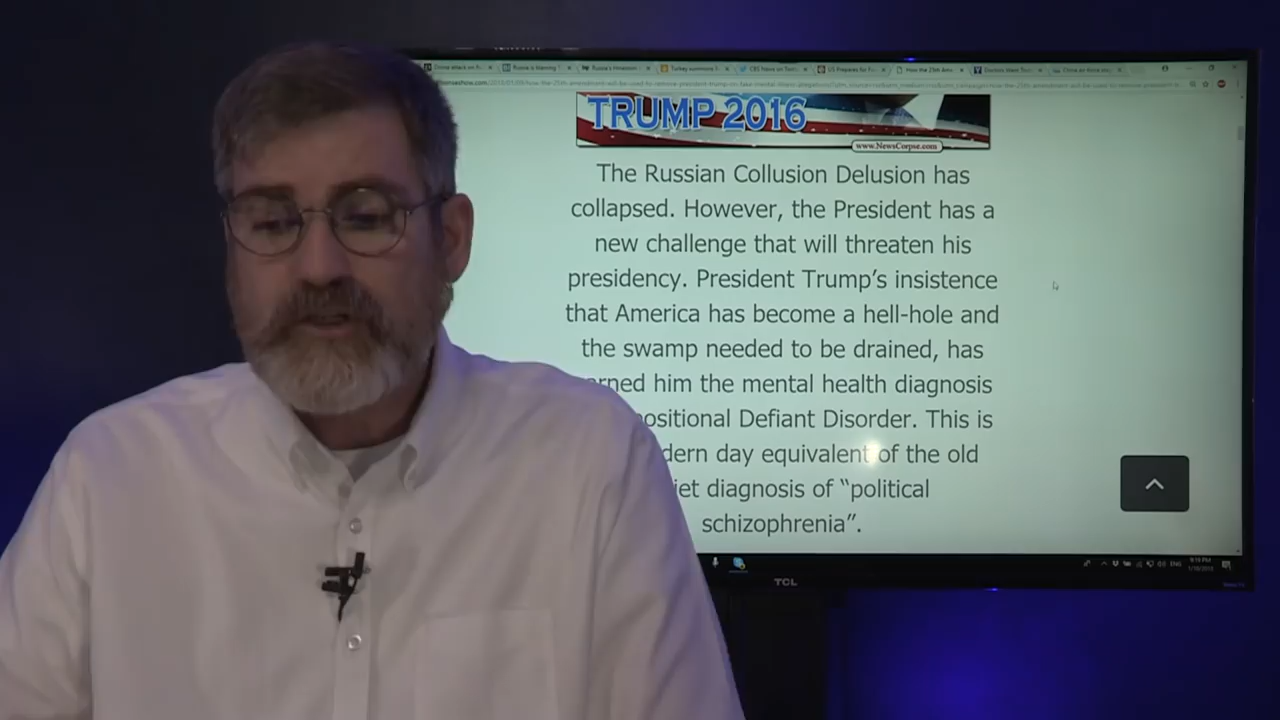 TRUMP 2016
www.NewsCorpse.com
The Russian Collusion Delusion has
collapsed. However, the President has a
new challenge that will threaten his
presidency. President Trump's insistence
that America has become a hell-hole and
the swamp needed to be drained, has
rned him the mental health diagnosis
positional Defiant Disorder. This is
dern day equivalent of the old
iet diagnosis of “political
schizophrenia”.
ENG
TCL